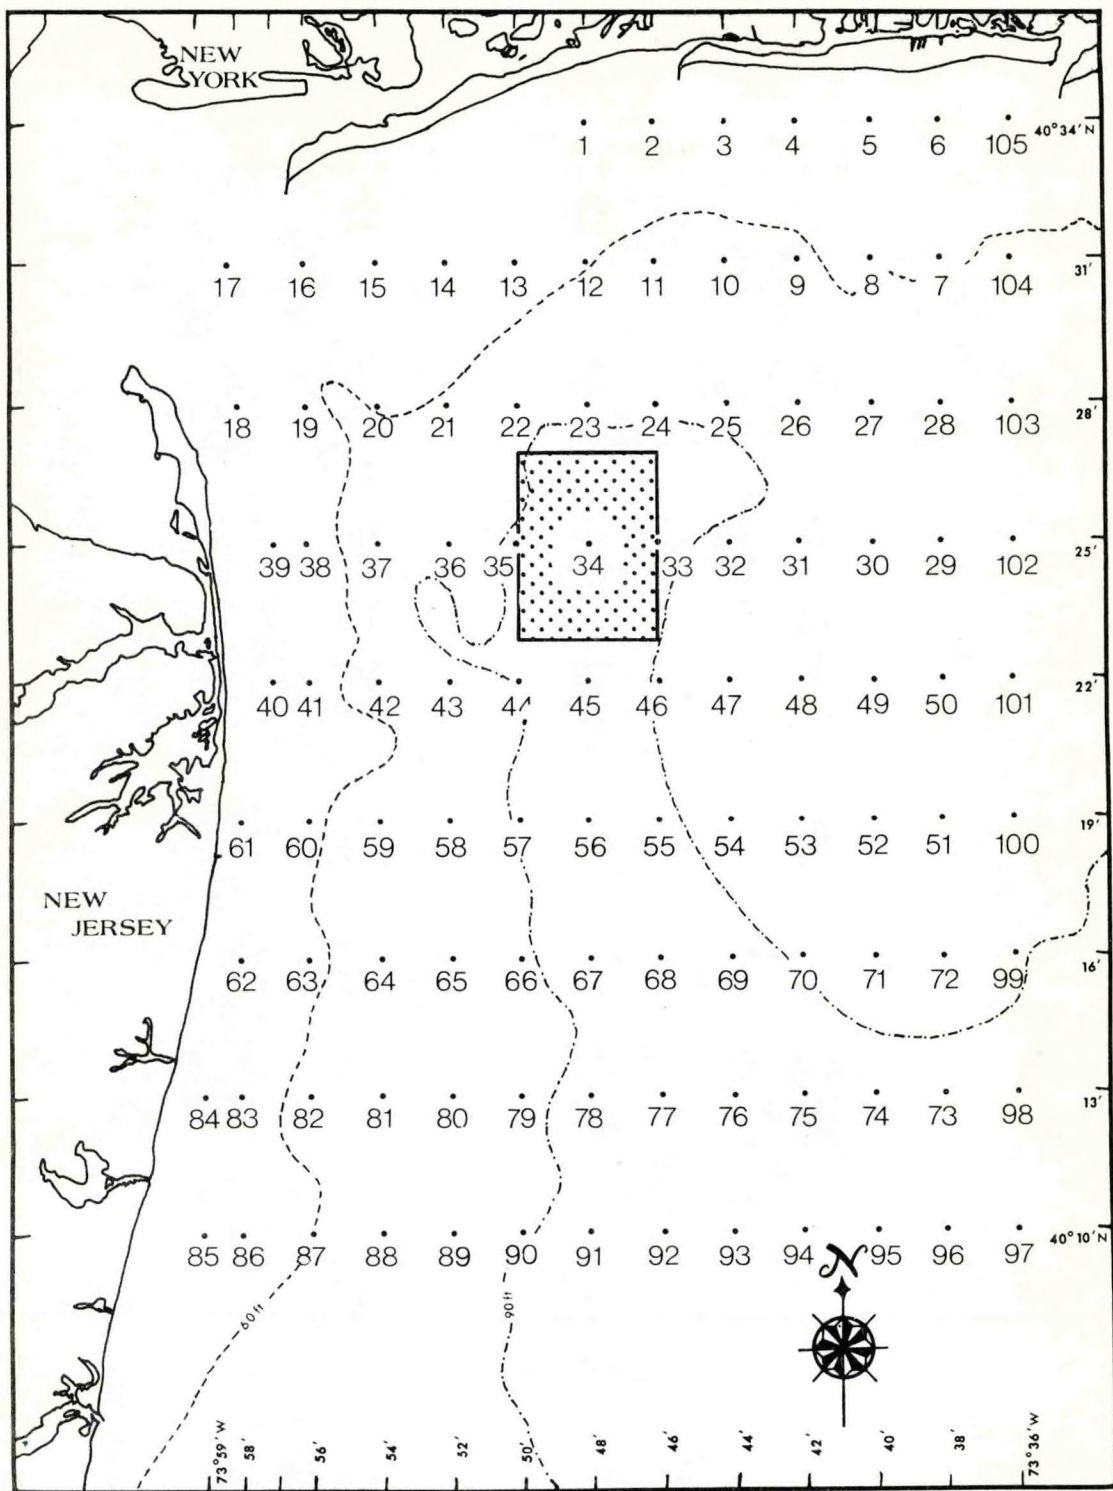 NEW
YORK
1 2 3 4 5 6 105 40°34'N
17 16 15 14 13 12 11 10 9 8 7 104 31'
18 19 20 21 22 23 24 25 26 27 28 103 28'
39 38 37 36 35 34 33 32 31 30 29 102 25'
40 41 42 43 44 45 46 47 48 49 50 101 22'
61 60 59 58 57 56 55 54 53 52 51 100 19'
NEW
JERSEY
62 63 64 65 66 67 68 69 70 71 72 99 16'
84 83 82 81 80 79 78 77 76 75 74 73 98 13'
85 86 87 88 89 90 91 92 93 94 95 96 97 40°10'N
N
60 ft
90 ft
73°59'W 58' 56' 54' 52' 50' 48' 46' 44' 42' 40' 38' 73°36'W